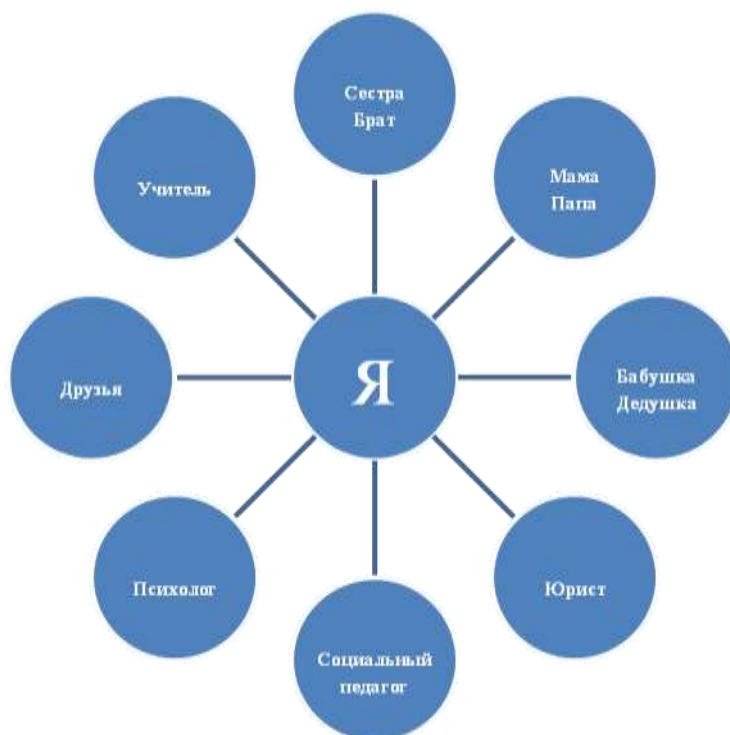 Сестра
Брат
Мама
Папа
Учитель
Я
Бабушка
Дедушка
Друзья
Психолог
Юрист
Социальный
педагог